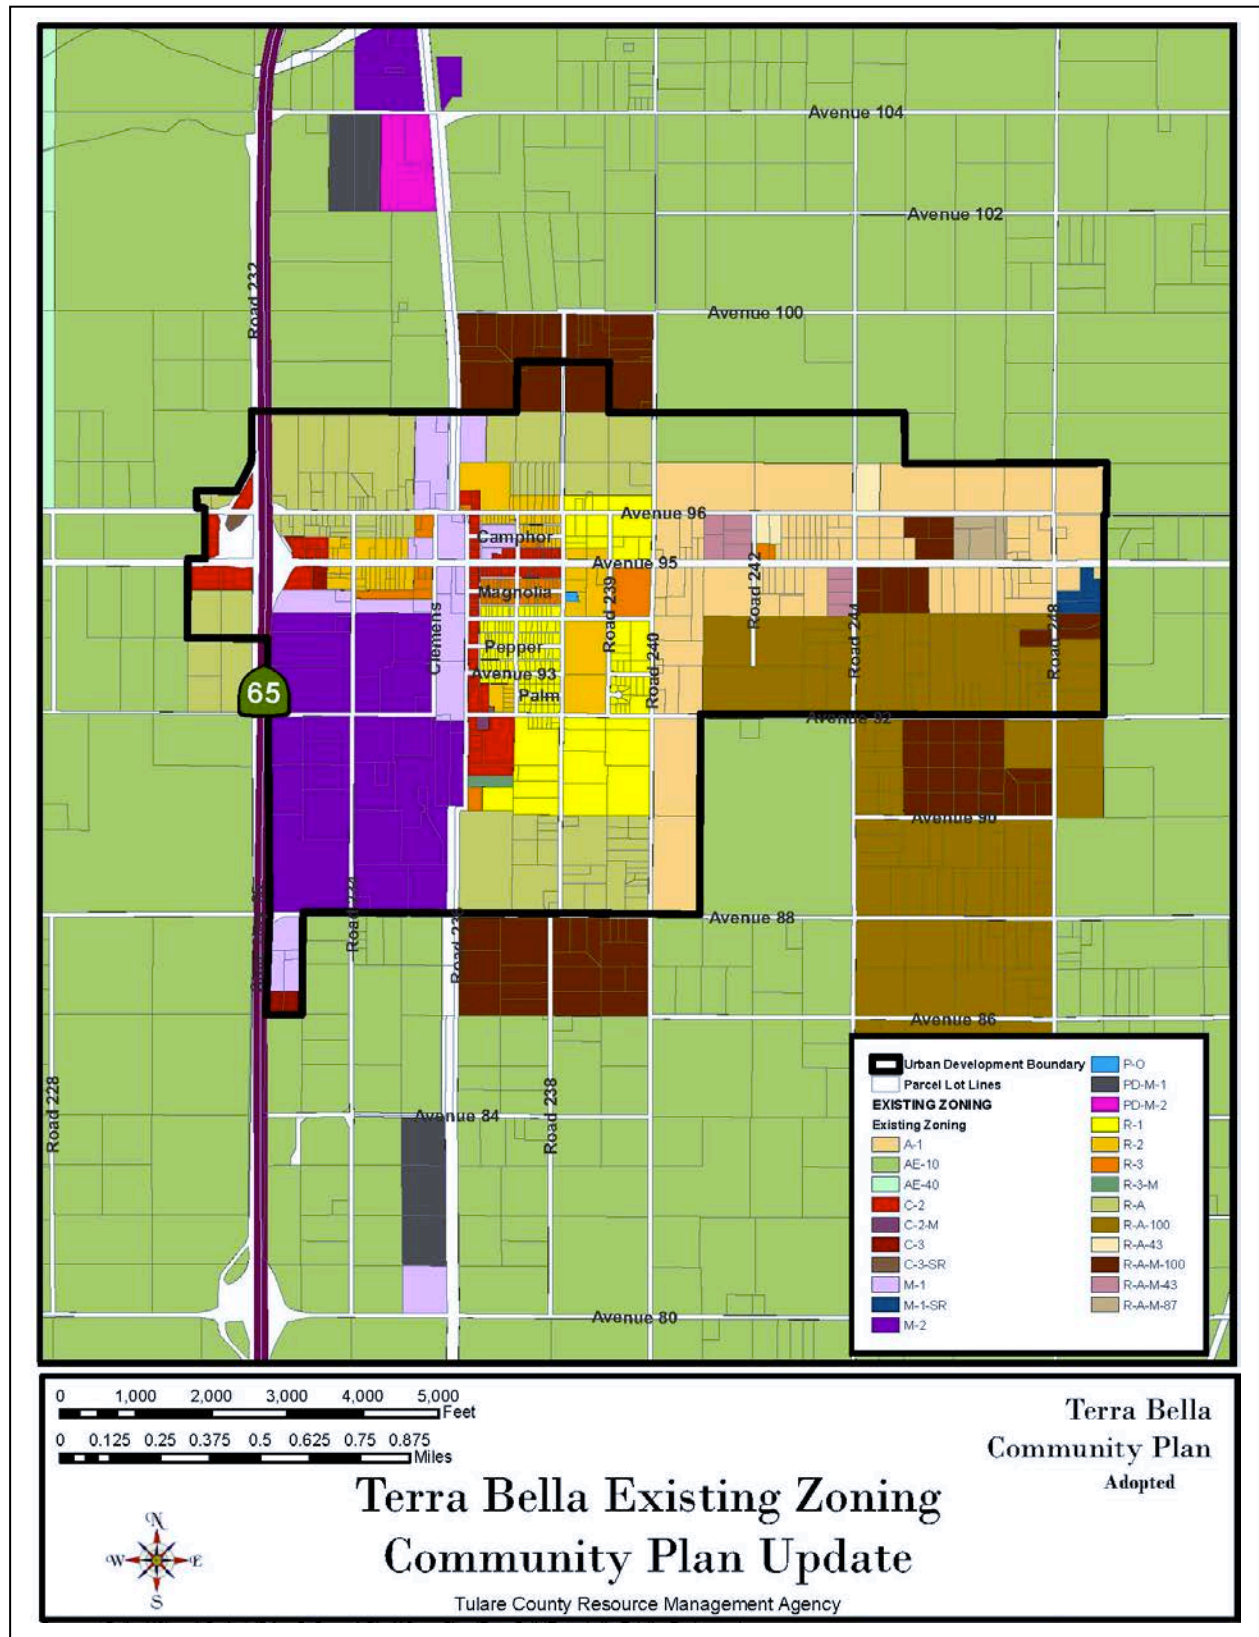 Avenue 104
Avenue 102
Road 232
Avenue 100
Avenue 96
Camphor
Avenue 95
Road 242
Magnolia
Road 239
Clemens
Road 244
Road 248
Pepper
Road 240
Avenue 93
65
Palm
Avenue 92
Avenue 90
Road 234
Avenue 88
Avenue 86
Road 228
Avenue 84
Road 238
Avenue 80
Urban Development Boundary
Parcel Lot Lines
EXISTING ZONING
Existing Zoning
A-1
AE-10
AE-40
C-2
C-2-M
C-3
C-3-SR
M-1
M-1-SR
M-2
P-O
PD-M-1
PD-M-2
R-1
R-2
R-3
R-3-M
R-A
R-A-100
R-A-43
R-A-M-100
R-A-M-43
R-A-M-87
0 1,000 2,000 3,000 4,000 5,000
Feet
0 0.125 0.25 0.375 0.5 0.625 0.75 0.875
Miles
Terra Bella
Community Plan
Adopted
Terra Bella Existing Zoning
Community Plan Update
Tulare County Resource Management Agency
N
W E
S